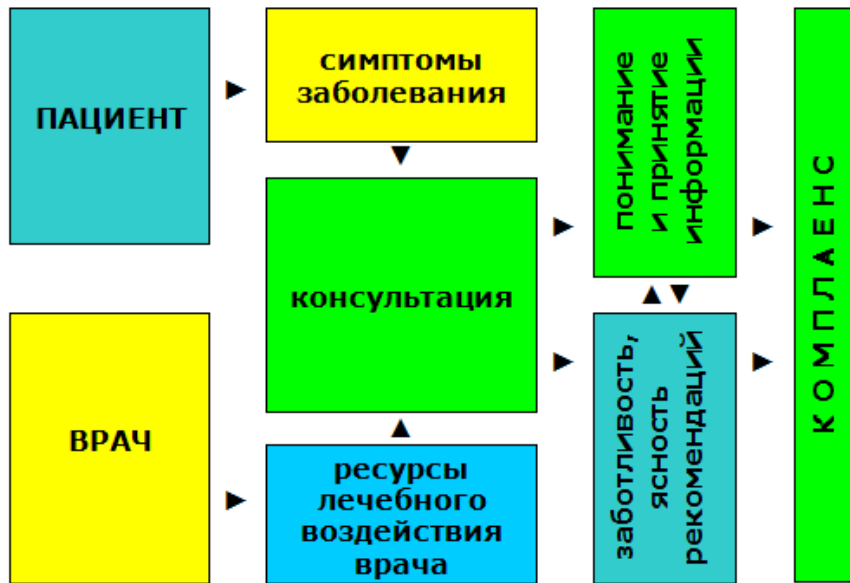 ПАЦИЕНТ
симптомы
заболевания
консультация
ВРАЧ
ресурсы
лечебного
воздействия
врача
понимание
и принятие
информации
заботливость,
ясность
рекомендаций
КОМПЛАЕНС